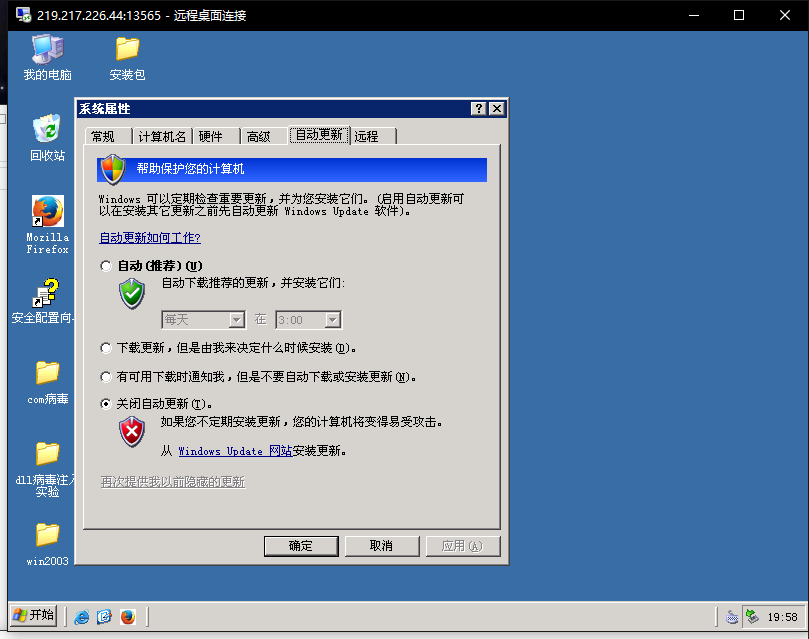 219.217.226.44:13565 - 远程桌面连接
我的电脑
安装包
回收站
Mozilla
Firefox
安全配置向.
com病毒
dll病毒注入
实验
win2003
系统属性
常规
计算机名
硬件
高级
自动更新
远程
帮助保护您的计算机
Windows 可以定期检查重要更新，并为您安装它们。(启用自动更新可
以在安装其它更新之前先自动更新 Windows Update 软件)。
自动更新如何工作?
自动(推荐)(U)
自动下载推荐的更新，并安装它们:
每天
在
3:00
下载更新，但是由我来决定什么时候安装(D)。
有可用下载时通知我，但是不要自动下载或安装更新(N)。
关闭自动更新(T)。
如果您不定期安装更新，您的计算机将变得易受攻击。
从 Windows Update 网站安装更新。
再次提供我以前隐藏的更新
确定
取消
应用(A)
开始
19:58